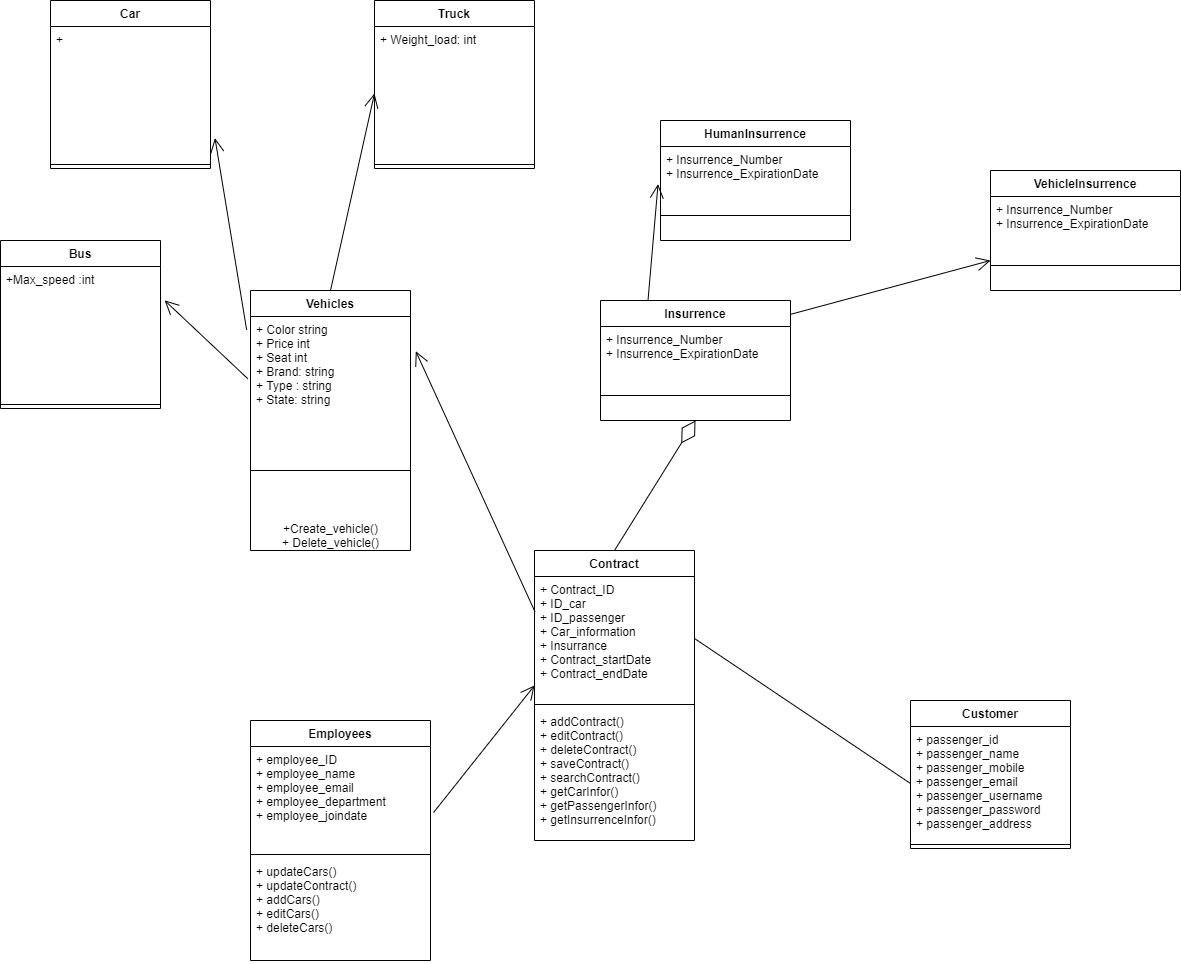 Car
+
Truck
+ Weight_load: int
HumanInsurrence
+ Insurrence_Number
+ Insurrence_ExpirationDate
VehicleInsurrence
+ Insurrence_Number
+ Insurrence_ExpirationDate
Bus
+Max_speed :int
Vehicles
+ Color string
+ Price int
+ Seat int
+ Brand: string
+ Type : string
+ State: string
+Create_vehicle()
+ Delete_vehicle()
Insurrence
+ Insurrence_Number
+ Insurrence_ExpirationDate
Contract
+ Contract_ID
+ ID_car
+ ID_passenger
+ Car_information
+ Insurrance
+ Contract_startDate
+ Contract_endDate
+ addContract()
+ editContract()
+ deleteContract()
+ saveContract()
+ searchContract()
+ getCarInfor()
+ getPassengerInfor()
+ getInsurrenceInfor()
Employees
+ employee_ID
+ employee_name
+ employee_email
+ employee_department
+ employee_joindate
+ updateCars()
+ updateContract()
+ addCars()
+ editCars()
+ deleteCars()
Customer
+ passenger_id
+ passenger_name
+ passenger_mobile
+ passenger_email
+ passenger_username
+ passenger_password
+ passenger_address